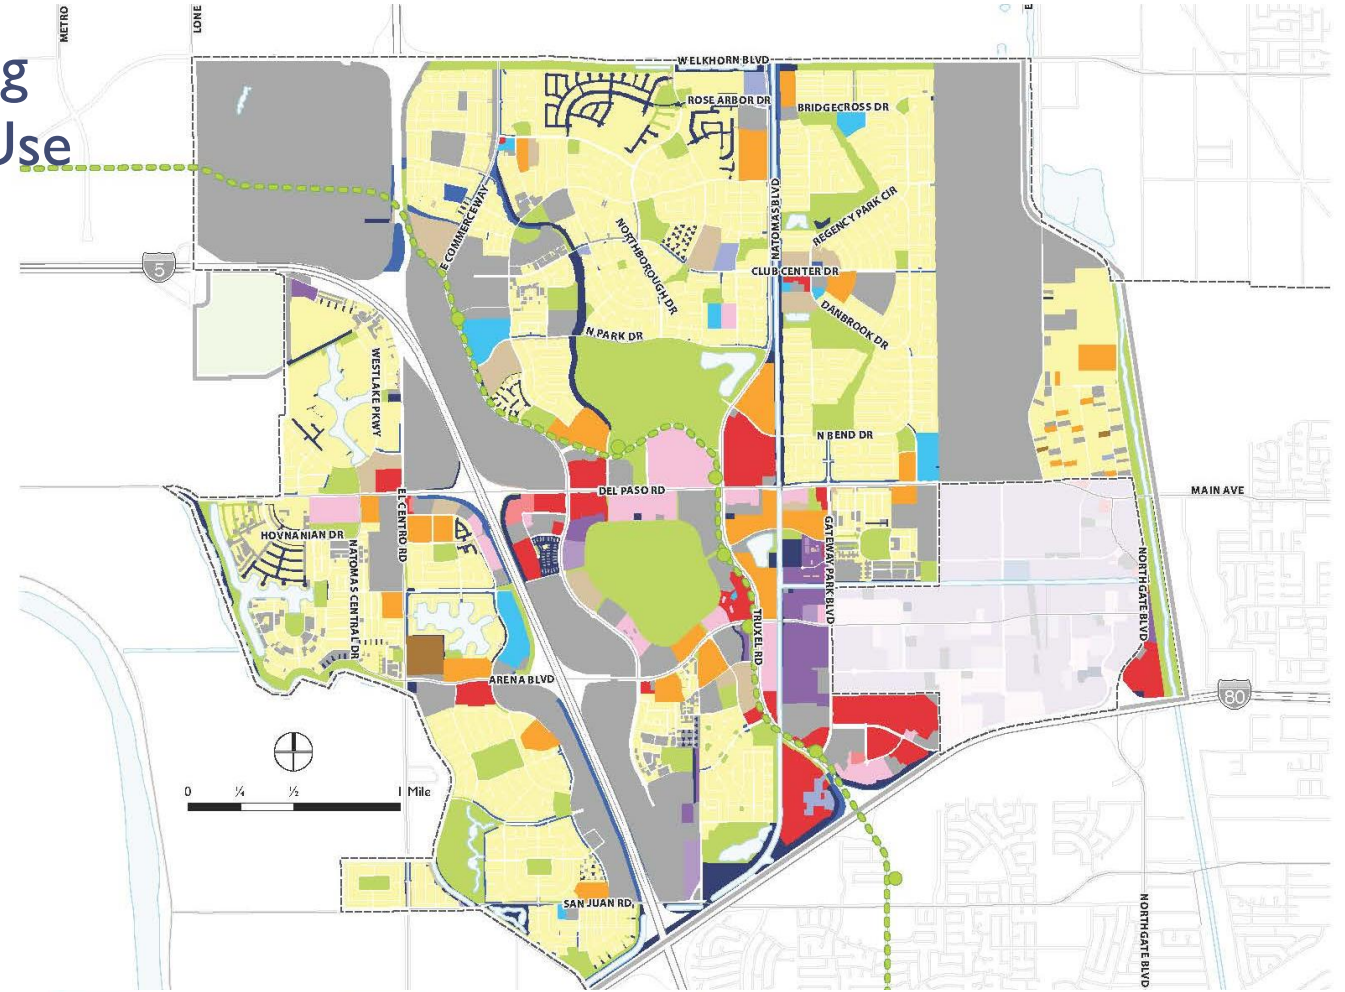 METRO
LONE
E
g
Use
W ELKHORN BLVD
ROSE ARBOR DR
BRIDGECROSS DR
NATOMAS BLVD
REGENCY PARK CIR
E COMMERCE WAY
NORTHBOROUGH DR
CLUB CENTER DR
5
DANBROOK DR
N PARK DR
WESTLAKE PKWY
N BEND DR
DEL PASO RD
MAIN AVE
EL CENTRO RD
HOVNANIAN DR
NATOMAS CENTRAL DR
GATEWAY PARK BLVD
NORTHGATE BLVD
TRUXEL RD
ARENA BLVD
80
0 ¼ ½ 1 Mile
SAN JUAN RD
NORTHGATE BLVD